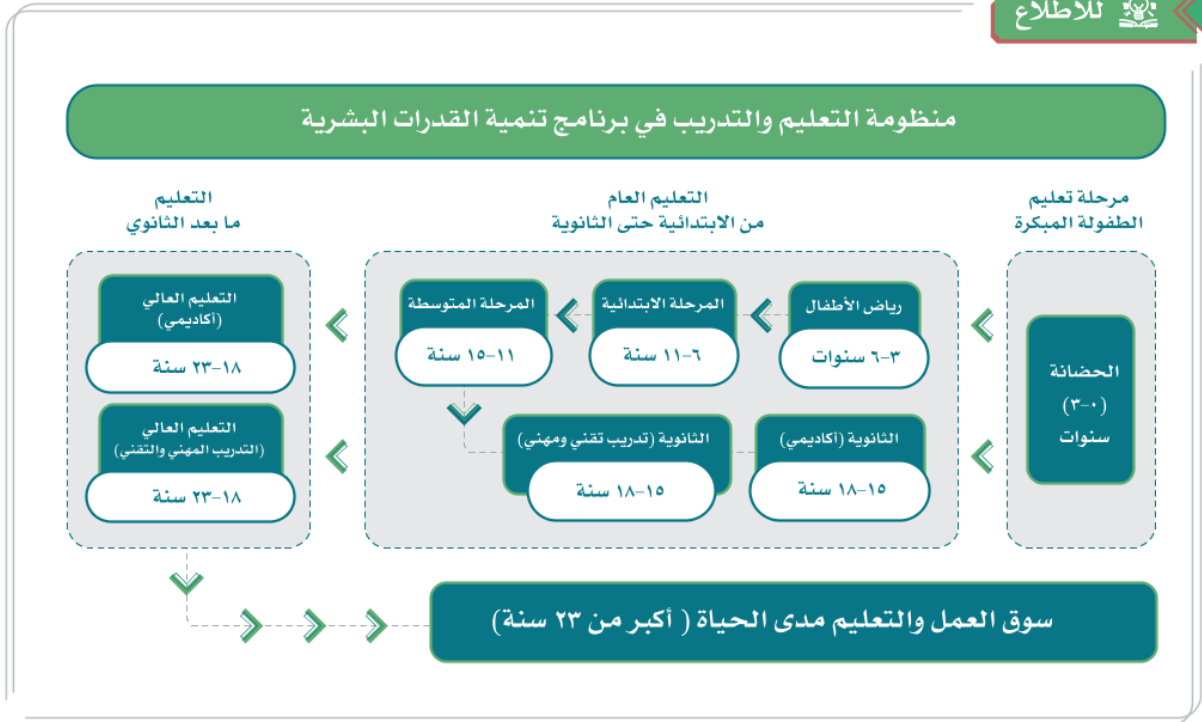 للاطلاع
منظومة التعليم والتدريب في برنامج تنمية القدرات البشرية
مرحلة تعليم
الطفولة المبكرة
الحضانة
(٠-٣)
سنوات
التعليم العام
من الابتدائية حتى الثانوية
رياض الأطفال
٣-٦ سنوات
المرحلة الابتدائية
٦-١١ سنة
المرحلة المتوسطة
١١-١٥ سنة
الثانوية (أكاديمي)
١٥-١٨ سنة
الثانوية (تدريب تقني ومهني)
١٥-١٨ سنة
التعليم
ما بعد الثانوي
التعليم العالي
(أكاديمي)
١٨-٢٣ سنة
التعليم العالي
(التدريب المهني والتقني)
١٨-٢٣ سنة
سوق العمل والتعليم مدى الحياة ( أكبر من ٢٣ سنة)